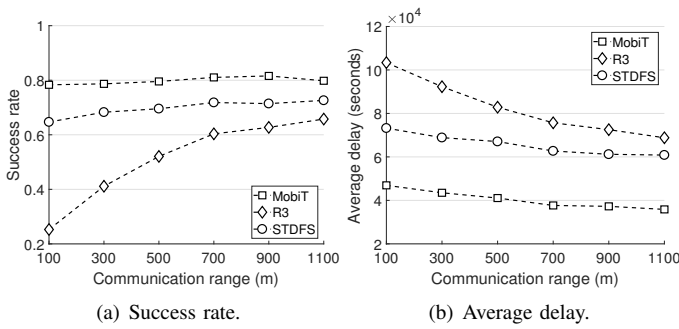 1
0.8
0.6
0.4
0.2
Success rate
MobiT
R3
STDFS
100 300 500 700 900 1100
Communication range (m)
(a) Success rate.
×10⁴
12
10
8
6
4
2
Average delay (seconds)
MobiT
R3
STDFS
100 300 500 700 900 1100
Communication range (m)
(b) Average delay.